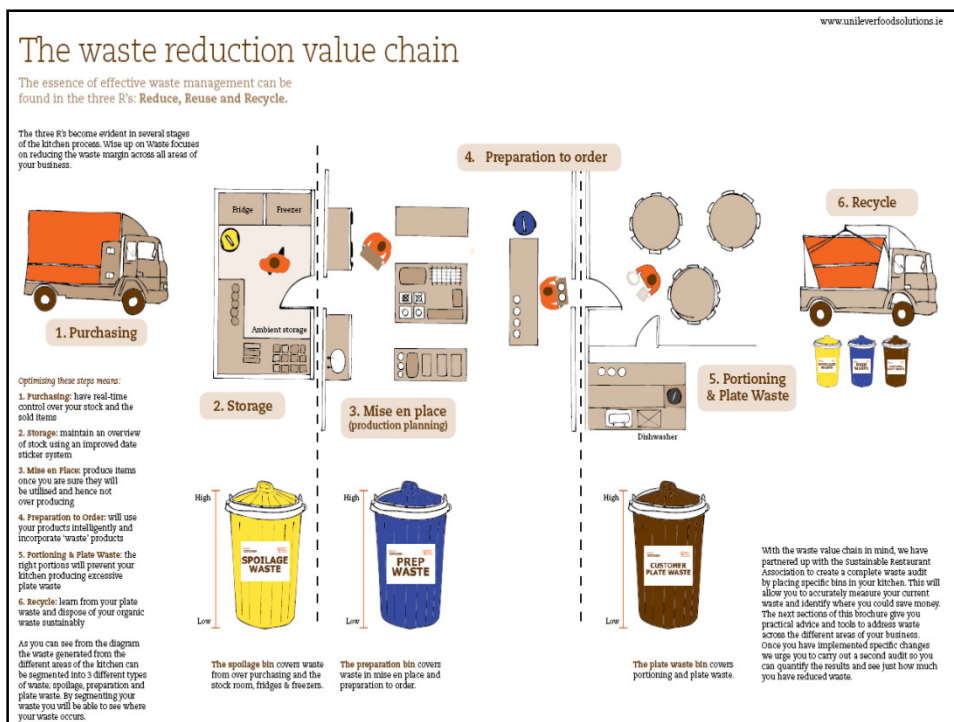 www.unileverfoodsolutions.ie
The waste reduction value chain
The essence of effective waste management can be
found in the three R's: Reduce, Reuse and Recycle.
The three R's become evident in several stages
of the kitchen process. Wise up on Waste focuses
on reducing the waste margin across all areas of
your business.
4. Preparation to order
6. Recycle
Fridge
Freezer
Ambient storage
1. Purchasing
2. Storage
3. Mise en place
(production planning)
5. Portioning
& Plate Waste
Dishwasher
SPOILAGE
WASTE
PREP
WASTE
Optimising these steps means:
1. Purchasing: have real-time
control over your stock and the
sold items
2. Storage: maintain an overview
of stock using an improved date
sticker system
3. Mise en Place: produce items
once you are sure they will
be utilised and hence not
over producing
4. Preparation to Order: will use
your products intelligently and
incorporate 'waste' products
5. Portioning & Plate Waste: the
right portions will prevent your
kitchen producing excessive
plate waste
6. Recycle: learn from your plate
waste and dispose of your organic
waste sustainably
As you can see from the diagram
the waste generated from the
different areas of the kitchen can
be segmented into 3 different types
of waste; spoilage, preparation and
plate waste. By segmenting your
waste you will be able to see where
your waste occurs.
High
Low
SPOILAGE
WASTE
The spoilage bin covers waste
from over purchasing and the
stock room, fridges & freezers.
High
Low
PREP
WASTE
The preparation bin covers
waste in mise en place and
preparation to order.
High
Low
CUSTOMER
PLATE WASTE
The plate waste bin covers
portioning and plate waste.
With the waste value chain in mind, we have
partnered up with the Sustainable Restaurant
Association to create a complete waste audit
by placing specific bins in your kitchen. This will
allow you to accurately measure your current
waste and identify where you could save money.
The next sections of this brochure give you
practical advice and tools to address waste
across the different areas of your business.
Once you have implemented specific changes
we urge you to carry out a second audit so you
can quantify the results and see just how much
you have reduced waste.